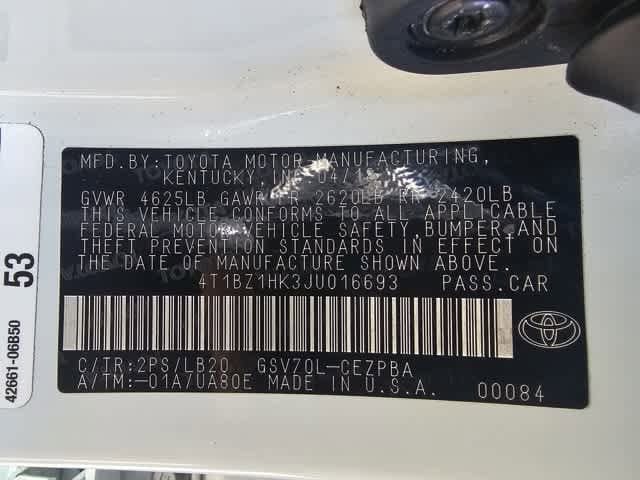 MFD.BY:TOYOTA MOTOR MANUFACTURING,
KENTUCKY, INC. 04/1
GVWR 4625LB GAWR FR 2620LB RR 2420LB
THIS VEHICLE CONFORMS TO ALL APPLICABLE
FEDERAL MOTOR VEHICLE SAFETY, BUMPER, AND
THEFT PREVENTION STANDARDS IN EFFECT ON
THE DATE OF MANUFACTURE SHOWN ABOVE.
4T1BZ1HK3JU016693 PASS.CAR
C/TR:2PS/LB20 GSV70L-CEZPBA
A/TM:-01A/UA80E MADE IN U.S.A. 00084
53
42661-06B50